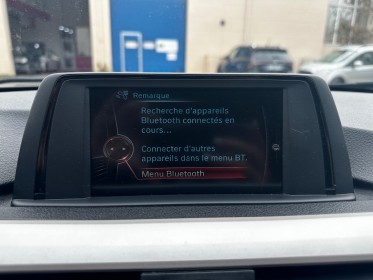 Remarque
Recherche d'appareils
Bluetooth connectés en
cours...
Connecter d'autres
appareils dans le menu BT.
Menu Bluetooth